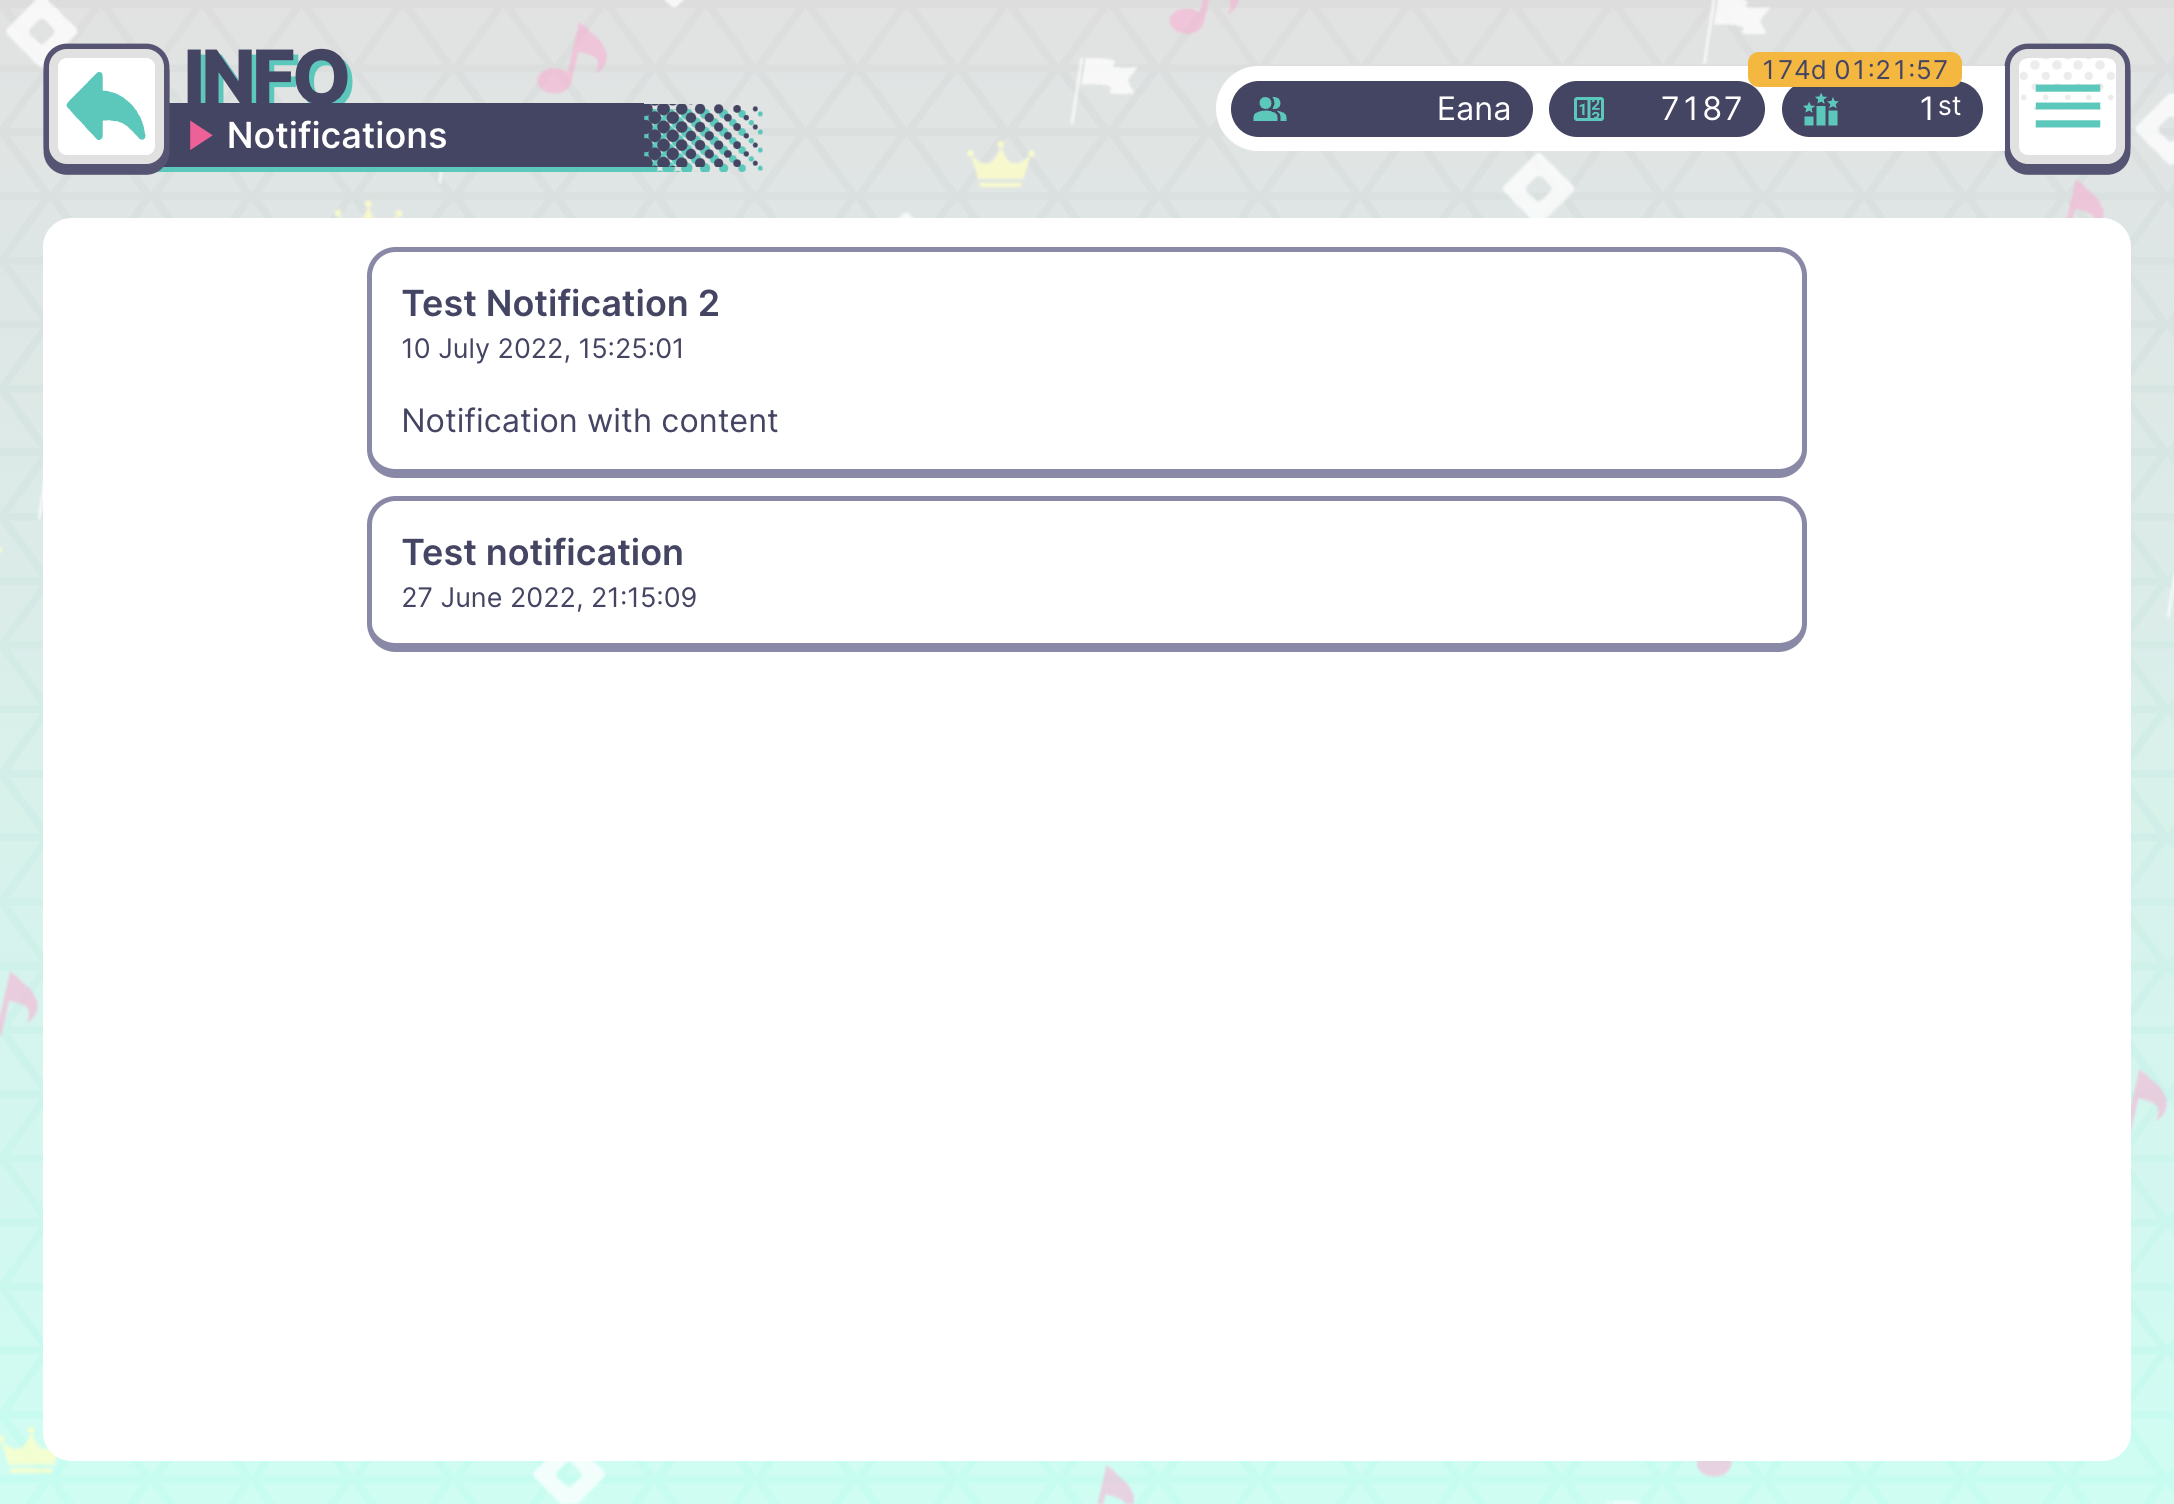 INFO
Notifications
Eana
7187
174d 01:21:57
1st
Test Notification 2
10 July 2022, 15:25:01
Notification with content
Test notification
27 June 2022, 21:15:09